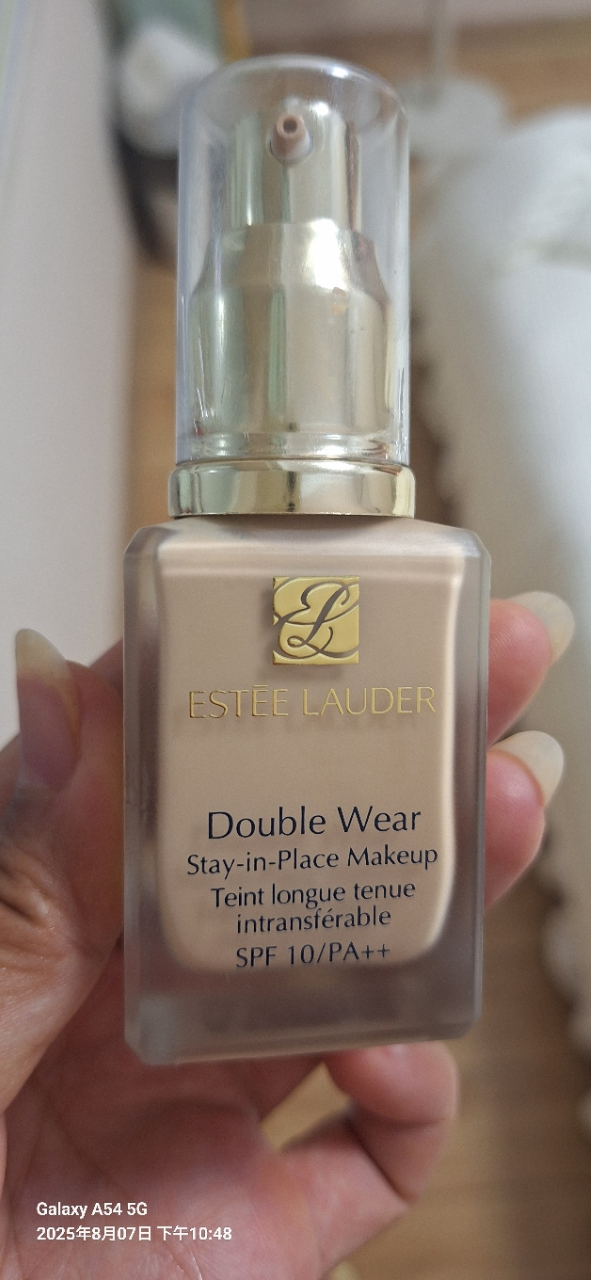 EL
ESTĒE LAUDER
Double Wear
Stay-in-Place Makeup
Teint longue tenue
intransférable
SPF 10/PA++
Galaxy A54 5G
2025年8月07日 下午10:48